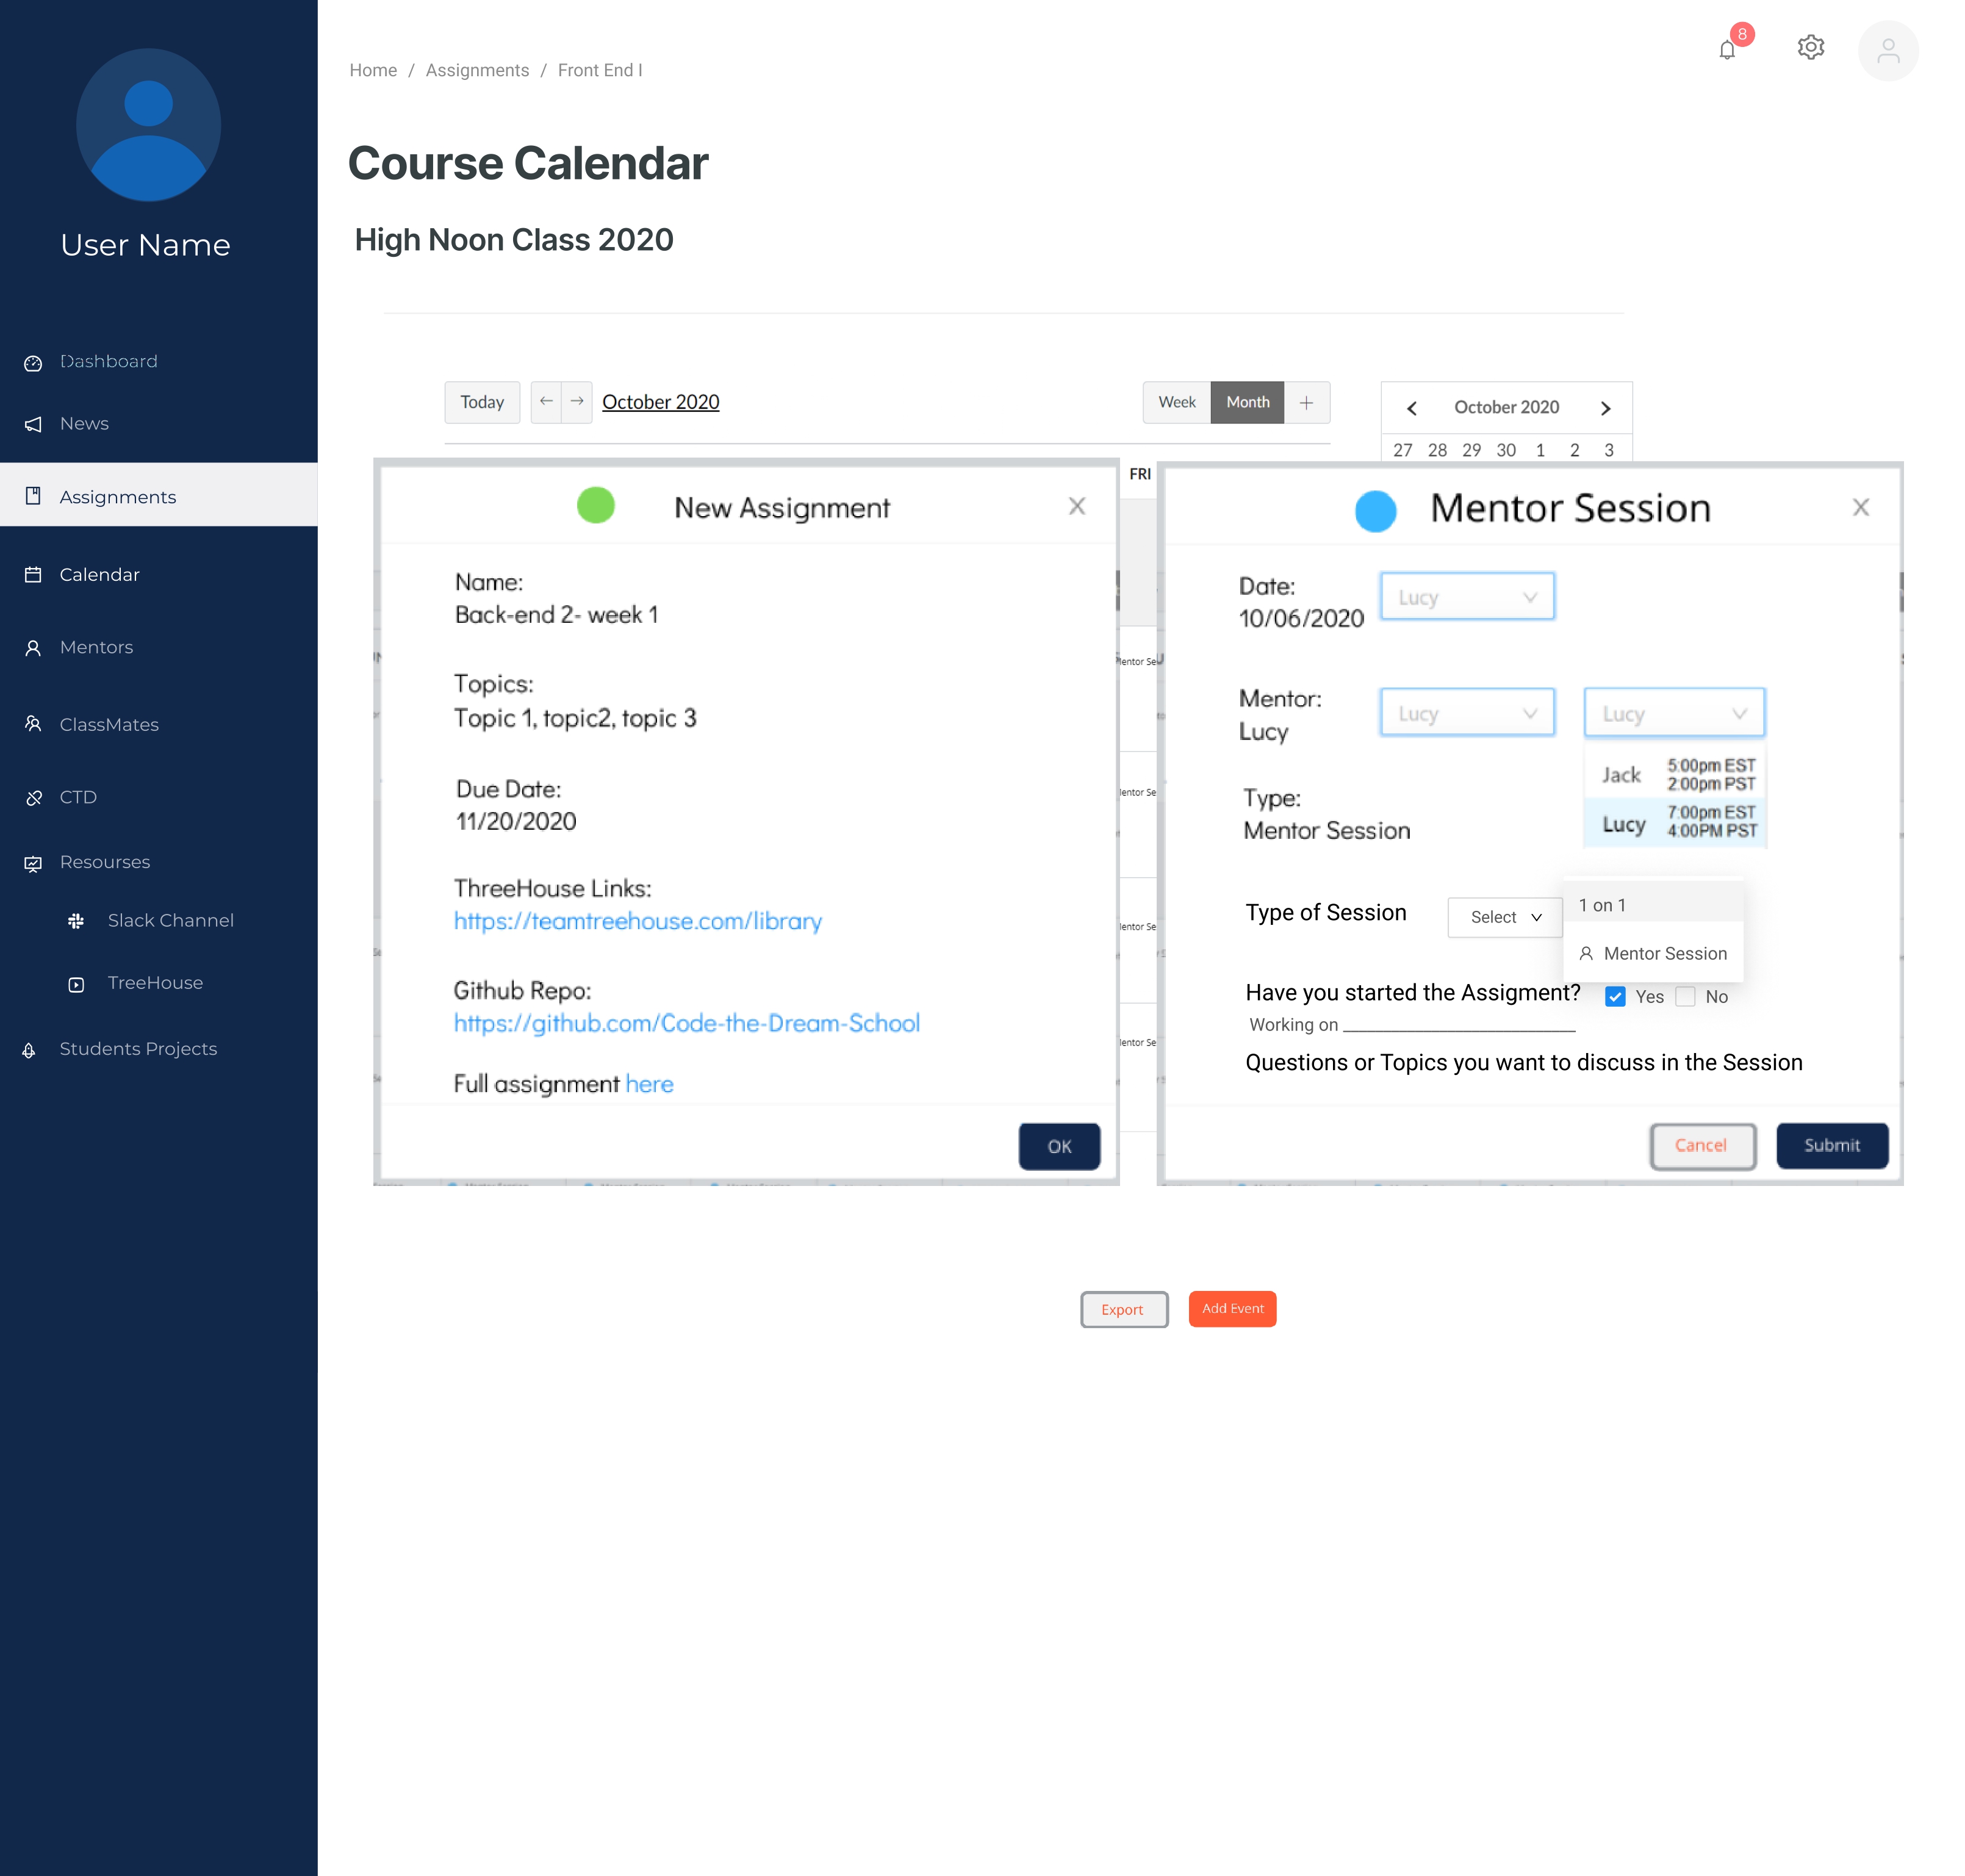 User Name
Dashboard
News
Assignments
Calendar
Mentors
ClassMates
CTD
Resourses
Slack Channel
TreeHouse
Students Projects
Home / Assignments / Front End I
8
Course Calendar
High Noon Class 2020
Today ← → October 2020
Week Month +
October 2020
27 28 29 30 1 2 3
FRI
New Assignment
X
Name:
Back-end 2- week 1
Topics:
Topic 1, topic2, topic 3
Due Date:
11/20/2020
ThreeHouse Links:
https://teamtreehouse.com/library
Github Repo:
https://github.com/Code-the-Dream-School
Full assignment here
OK
Mentor Session
X
Date:
10/06/2020
Lucy
Mentor:
Lucy
Lucy
Lucy
Jack 5:00pm EST
2:00pm PST
Lucy 7:00pm EST
4:00PM PST
Type:
Mentor Session
Type of Session
Select
1 on 1
Mentor Session
Have you started the Assigment?
Yes No
Working on
Questions or Topics you want to discuss in the Session
Cancel
Submit
Export
Add Event